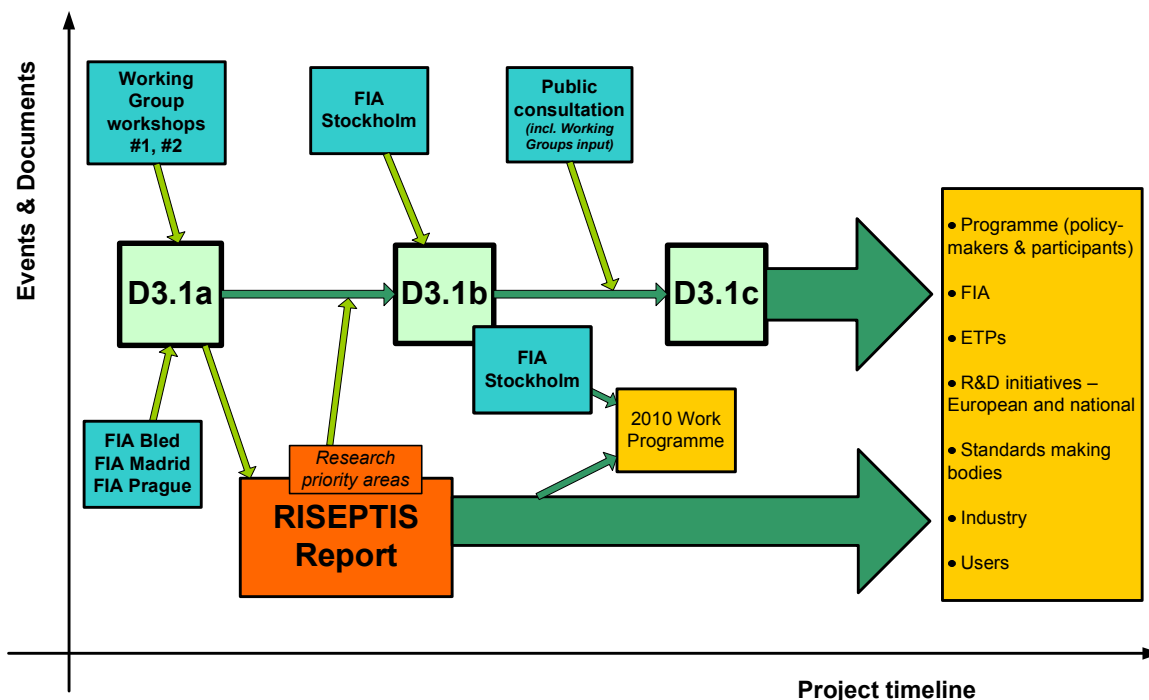 Events & Documents
Working
Group
workshops
#1, #2
FIA
Stockholm
Public
consultation
(incl. Working
Groups input)
D3.1a
D3.1b
D3.1c
FIA
Stockholm
2010 Work
Programme
FIA Bled
FIA Madrid
FIA Prague
Research
priority areas
RISEPTIS
Report
• Programme (policy-
makers & participants)
• FIA
• ETPs
• R&D initiatives –
European and national
• Standards making
bodies
• Industry
• Users
Project timeline